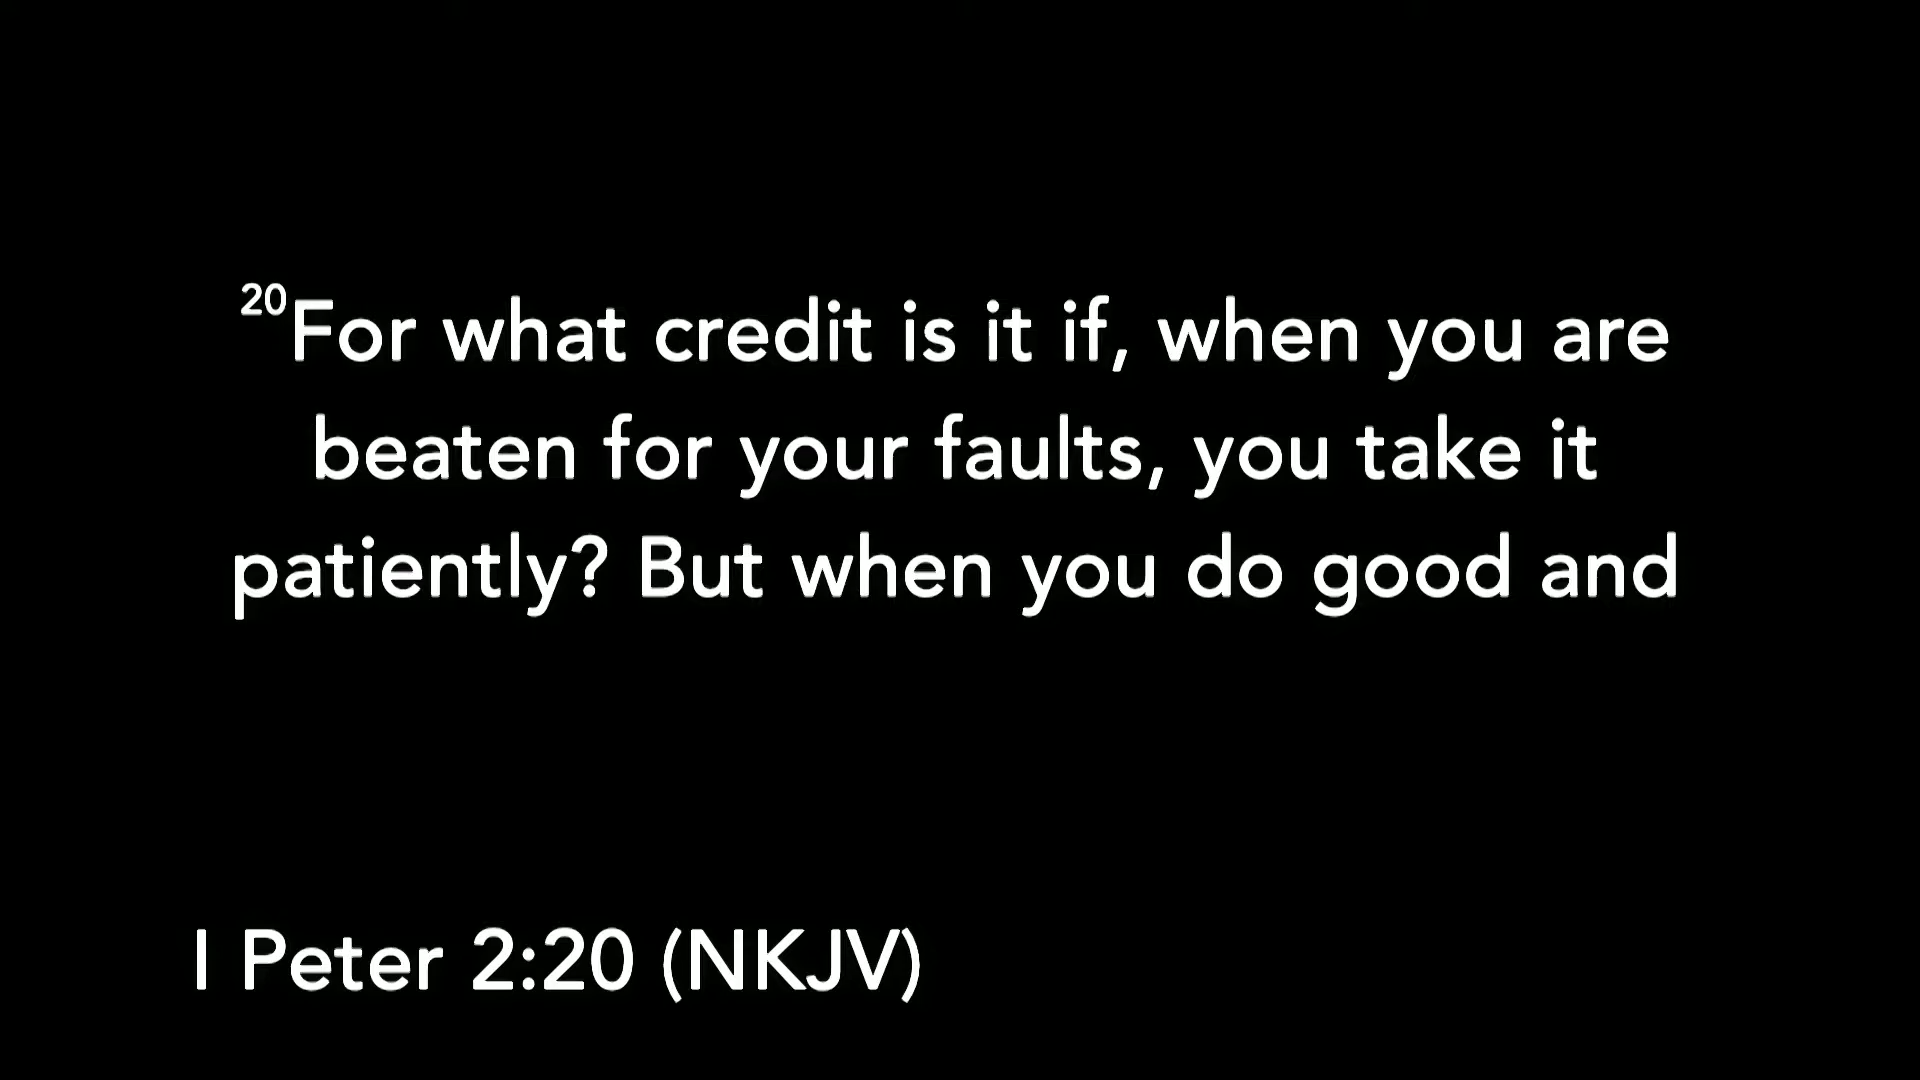 20For what credit is it if, when you are
beaten for your faults, you take it
patiently? But when you do good and
I Peter 2:20 (NKJV)